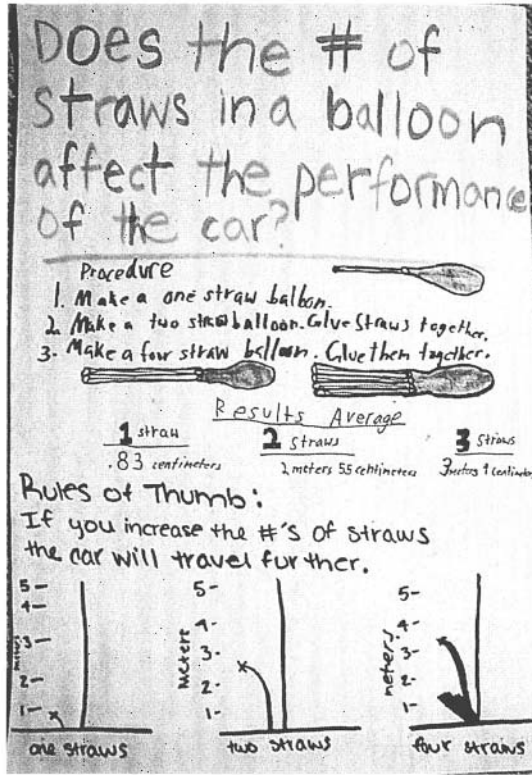 Does the # of
straws in a balloon
affect the performance
of the car?
Procedure
1. Make a one straw balloon.
2. Make a two straw balloon. Glue Straws together.
3. Make a four straw balloon. Glue them together.
Results Average
1 straw
2 straws
3 straws
.83 centimeters
2 meters 55 centimeters
3 meters centimeters
Rules of Thumb:
If you increase the #'s of straws
the car will travel further.
5 -
4 -
3 -
2 -
1 -
meters
one straws
5 -
4 -
3 -
2 -
1 -
Meters
two straws
5 -
4 -
3 -
2 -
1 -
meters
four straws